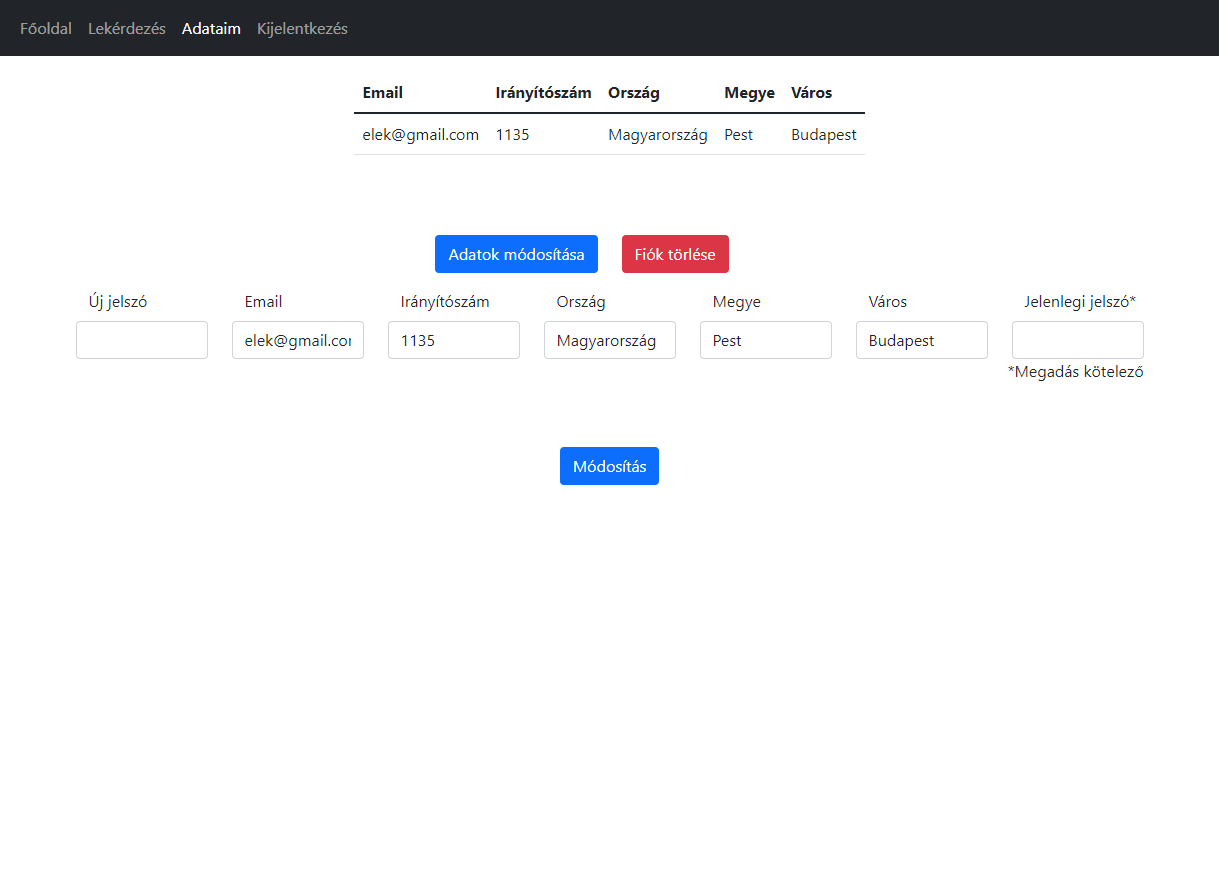 Főoldal Lekérdezés Adataim Kijelentkezés
Email Irányítószám Ország Megye Város
elek@gmail.com 1135 Magyarország Pest Budapest
Adatok módosítása Fiók törlése
Új jelszó Email Irányítószám Ország Megye Város Jelenlegi jelszó*
elek@gmail.co 1135 Magyarország Pest Budapest
*Megadás kötelező
Módosítás